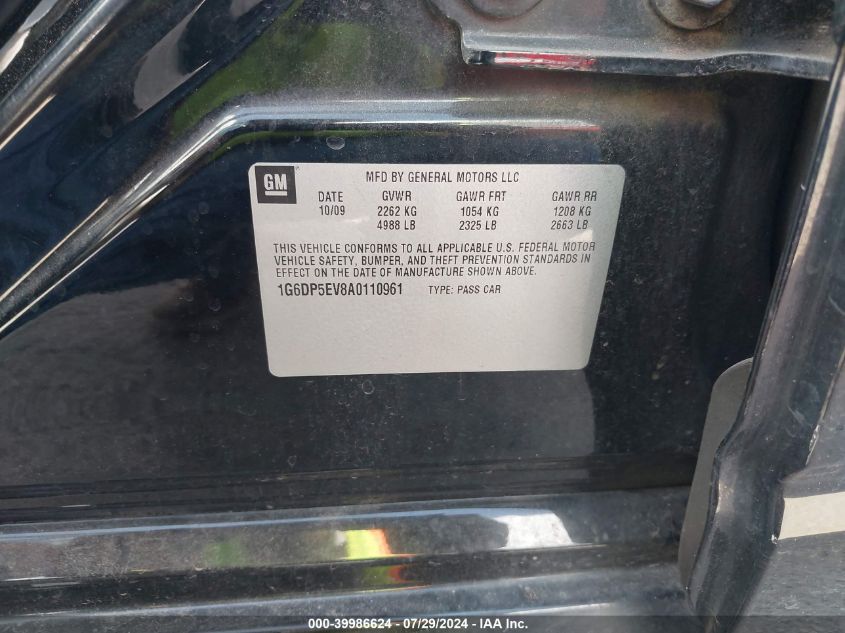 GM
MFD BY GENERAL MOTORS LLC
DATE GVWR GAWR FRT GAWR RR
10/09 2262 KG 1054 KG 1208 KG
4988 LB 2325 LB 2663 LB
THIS VEHICLE CONFORMS TO ALL APPLICABLE U.S. FEDERAL MOTOR
VEHICLE SAFETY, BUMPER, AND THEFT PREVENTION STANDARDS IN
EFFECT ON THE DATE OF MANUFACTURE SHOWN ABOVE.
1G6DP5EV8A0110961 TYPE: PASS CAR
000-39986624 - 07/29/2024 - IAA Inc.